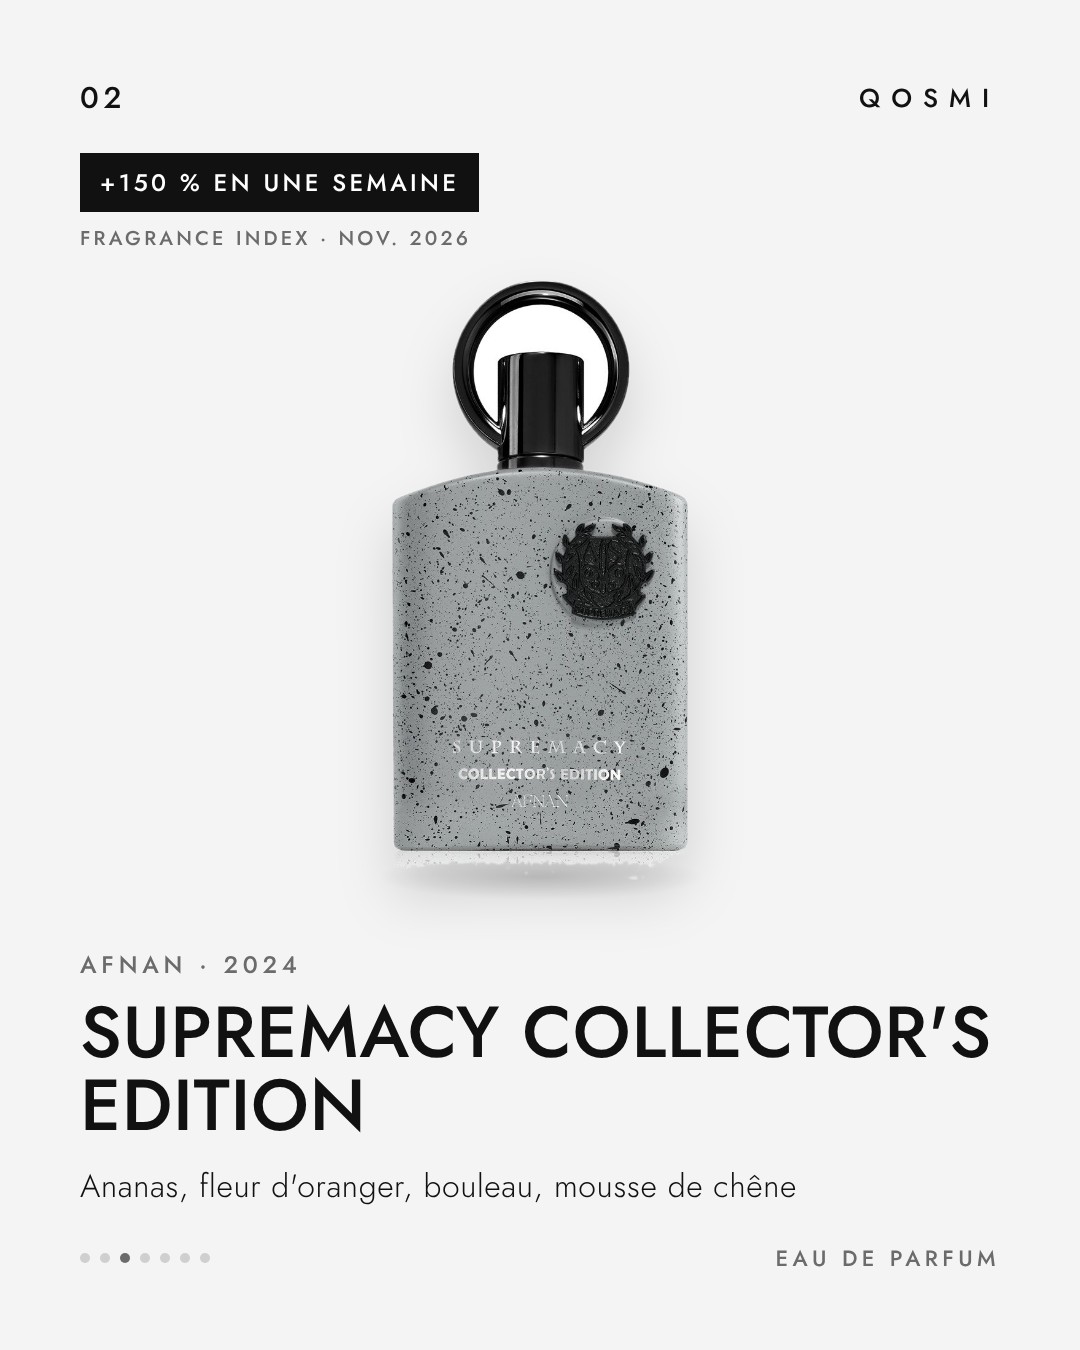 02
QOSMI
+150 % EN UNE SEMAINE
FRAGRANCE INDEX · NOV. 2026
SUPREMACY
COLLECTOR'S EDITION
AFNAN
AFNAN · 2024
SUPREMACY COLLECTOR'S
EDITION
Ananas, fleur d'oranger, bouleau, mousse de chêne
EAU DE PARFUM